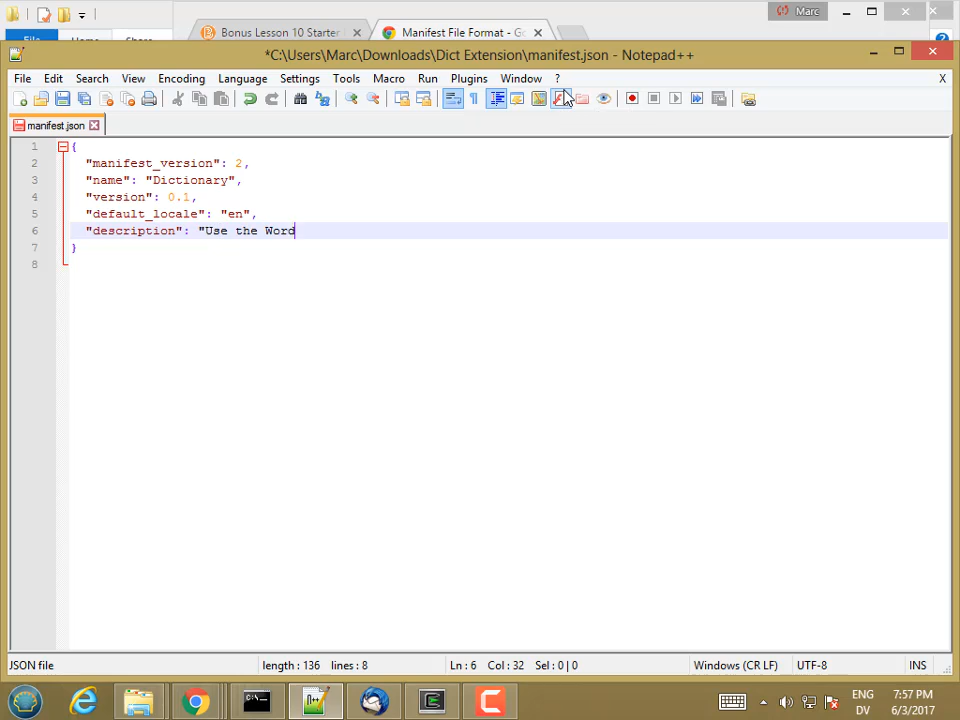 Bonus Lesson 10 Starter
Manifest File Format - Go
Marc
*C:\Users\Marc\Downloads\Dict Extension\manifest.json - Notepad++
File Edit Search View Encoding Language Settings Tools Macro Run Plugins Window ? X
manifest.json
1 {
2 "manifest_version": 2,
3 "name": "Dictionary",
4 "version": 0.1,
5 "default_locale": "en",
6 "description": "Use the Word
7 }
8
JSON file length : 136 lines : 8 Ln : 6 Col : 32 Sel : 0 | 0 Windows (CR LF) UTF-8 INS
ENG 7:57 PM
DV 6/3/2017